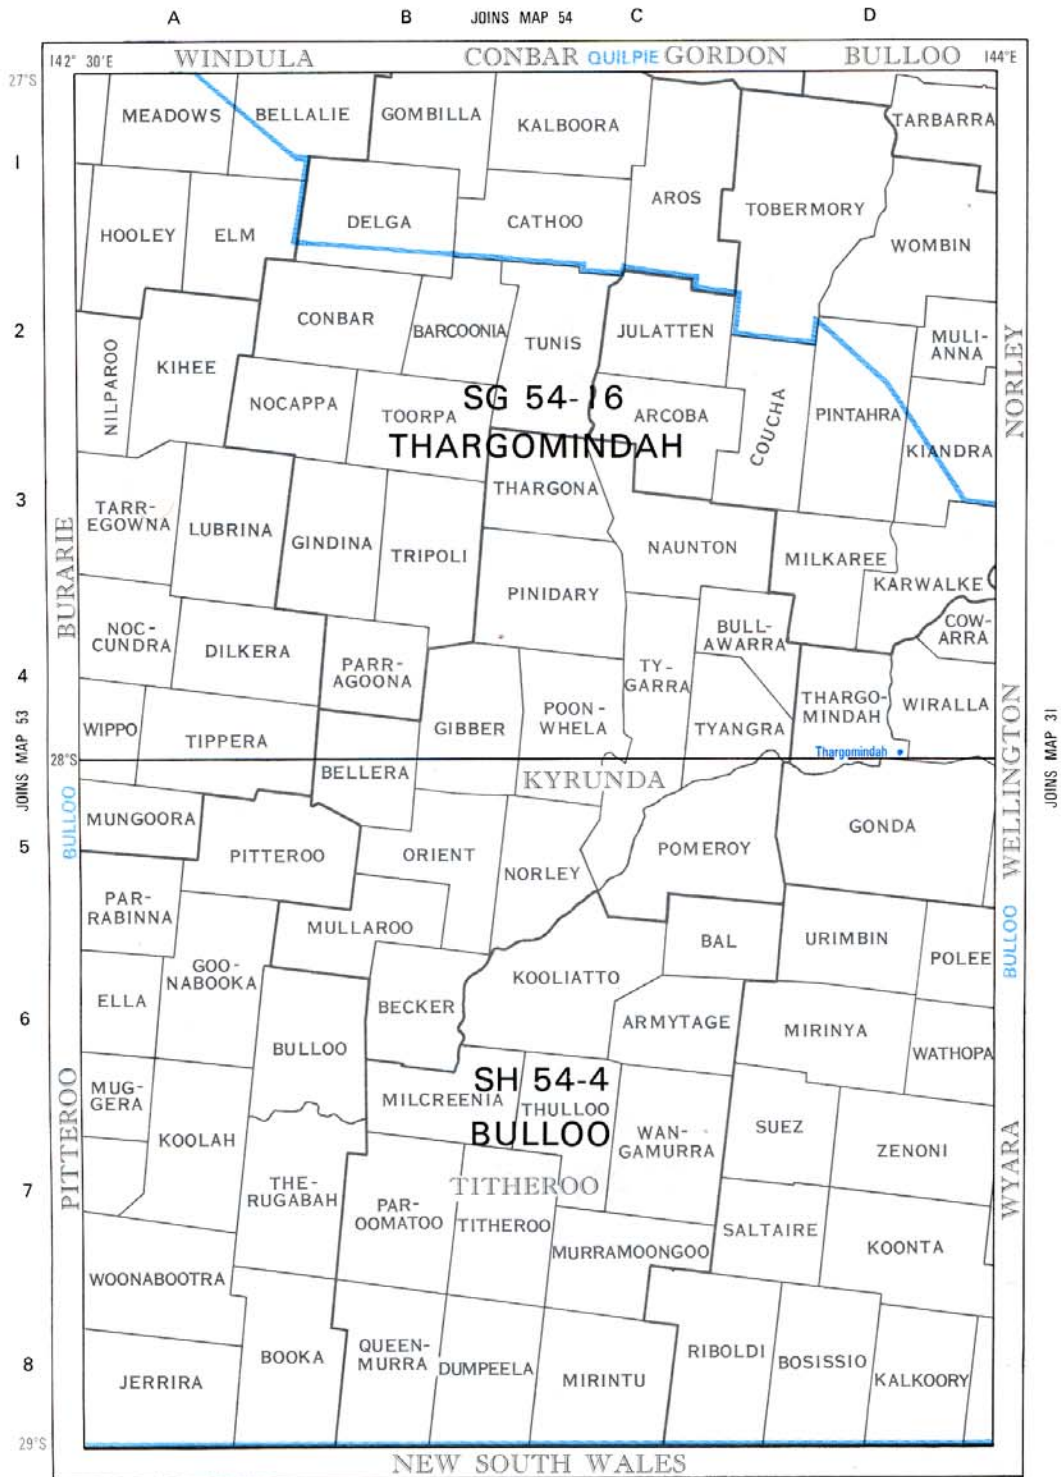 A B JOINS MAP 54 C D
142° 30'E WINDULA CONBAR QUILPIE GORDON BULLOO 144°E
27°S
MEADOWS BELLALIE GOMBILLA KALBOORA TARBARRA
1
HOOLEY ELM DELGA CATHOO AROS TOBERMORY WOMBIN
2
NILPAROO KIHEE CONBAR BARCOONIA TUNIS JULATTEN MULI-
ANNA
NORLEY
NOCAPPA TOORPA ARCOBA COUCHA PINTAHRA KIANDRA
SG 54-16
THARGOMINDAH
3
TARR-
EGOWNA
LUBRINA GINDINA TRIPOLI THARGONA NAUNTON MILKAREE KARWALKE
BURARIE
PINIDARY
COW-
ARRA
NOC-
CUNDRA
DILKERA
PARR-
AGOONA
BULL-
AWARRA
4
TY-
GARRA
THARGO-
MINDAH
WIRALLA
WIPPO TIPPERA GIBBER
POON-
WHELA
TYANGRA
Thargomindah
JOINS MAP 53
28°S
BELLERA KYRUNDA
WELLINGTON
JOINS MAP 31
BULLOO
5
MUNGOORA PITTEROO ORIENT NORLEY POMEROY GONDA
PAR-
RABINNA
MULLAROO BAL URIMBIN POLEE
BULLOO
GOO-
NABOOKA
KOOLIATTO
6
ELLA BECKER ARMYTAGE MIRINYA WATHOPA
BULLOO
SH 54-4
BULLOO
MUG-
GERA
MILCREENIA THULLOO
WAN-
GAMURRA
SUEZ ZENONI
PITTEROO
KOOLAH
7
THE-
RUGABAH
TITHEROO
WYARA
PAR-
OOMATOO
TITHEROO SALTAIRE KOONTA
WOONABOOTRA MURRAMOONGOO
8
JERRIRA BOOKA
QUEEN-
MURRA
DUMPEELA MIRINTU RIBOLDI BOSISSIO KALKOORY
29°S
NEW SOUTH WALES